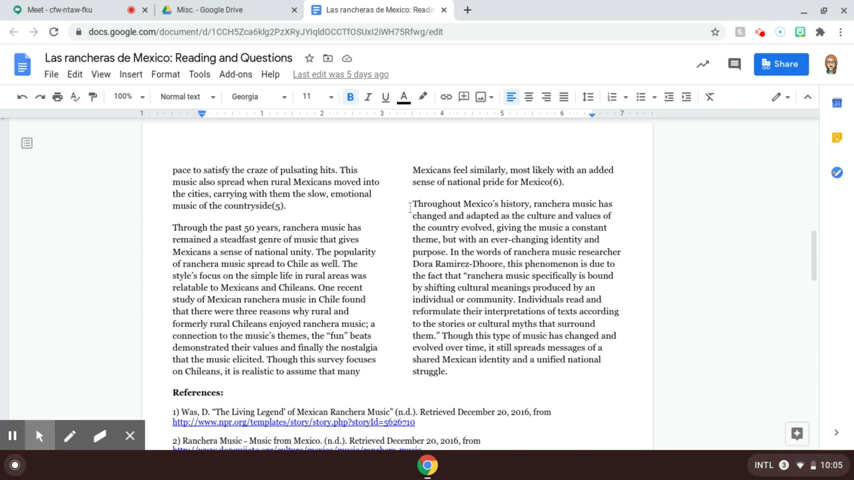 Meet - cfw-ntaw-fku
Misc. - Google Drive
Las rancheras de Mexico: Readin
docs.google.com/document/d/1CCH5Zca6klg2PzXRyJYIqldOCCTfOSUxI2iWH75Rfwg/edit
Las rancheras de Mexico: Reading and Questions
File Edit View Insert Format Tools Add-ons Help Last edit was 5 days ago
Share
100% Normal text Georgia 11 B I U A
1 1 2 3 4 5 6 7
pace to satisfy the craze of pulsating hits. This
music also spread when rural Mexicans moved into
the cities, carrying with them the slow, emotional
music of the countryside(5).
Through the past 50 years, ranchera music has
remained a steadfast genre of music that gives
Mexicans a sense of national unity. The popularity
of ranchera music spread to Chile as well. The
style's focus on the simple life in rural areas was
relatable to Mexicans and Chileans. One recent
study of Mexican ranchera music in Chile found
that there were three reasons why rural and
formerly rural Chileans enjoyed ranchera music; a
connection to the music's themes, the "fun" beats
demonstrated their values and finally the nostalgia
that the music elicited. Though this survey focuses
on Chileans, it is realistic to assume that many
Mexicans feel similarly, most likely with an added
sense of national pride for Mexico(6).
Throughout Mexico's history, ranchera music has
changed and adapted as the culture and values of
the country evolved, giving the music a constant
theme, but with an ever-changing identity and
purpose. In the words of ranchera music researcher
Dora Ramirez-Dhoore, this phenomenon is due to
the fact that "ranchera music specifically is bound
by shifting cultural meanings produced by an
individual or community. Individuals read and
reformulate their interpretations of texts according
to the stories or cultural myths that surround
them." Though this type of music has changed and
evolved over time, it still spreads messages of a
shared Mexican identity and a unified national
struggle.
References:
1) Was, D. "The Living Legend' of Mexican Ranchera Music" (n.d.). Retrieved December 20, 2016, from
http://www.npr.org/templates/story/story.php?storyId=5626710
2) Ranchera Music - Music from Mexico. (n.d.). Retrieved December 20, 2016, from
INTL 3 10:05